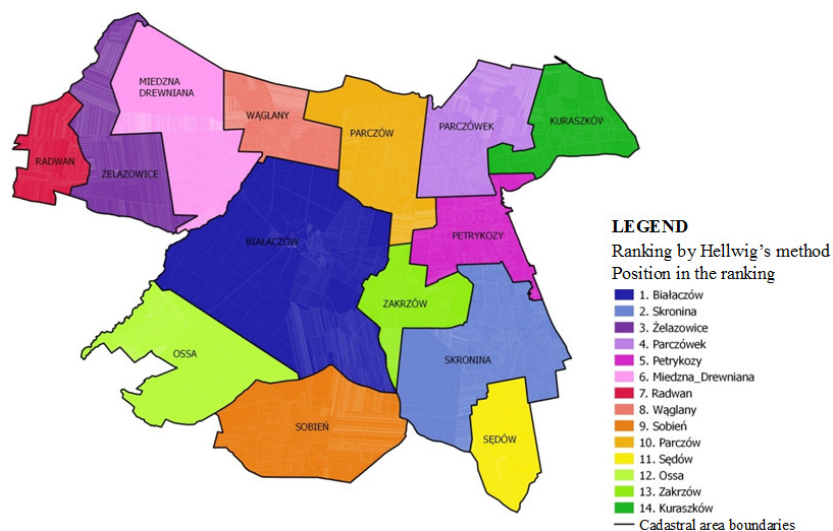 MIEDZNA
DREWNIANA
WĄGLANY
PARCZÓW
PARCZÓWEK
KURASZKÓW
RADWAN
ŻELAZOWICE
BIAŁACZÓW
PETRYKOZY
ZAKRZÓW
OSSA
SKRONINA
SOBIEŃ
SĘDÓW
LEGEND
Ranking by Hellwig's method
Position in the ranking
1. Białaczów
2. Skronina
3. Żelazowice
4. Parczówek
5. Petrykozy
6. Miedzna_Drewniana
7. Radwan
8. Wąglany
9. Sobień
10. Parczów
11. Sędów
12. Ossa
13. Zakrzów
14. Kuraszków
Cadastral area boundaries